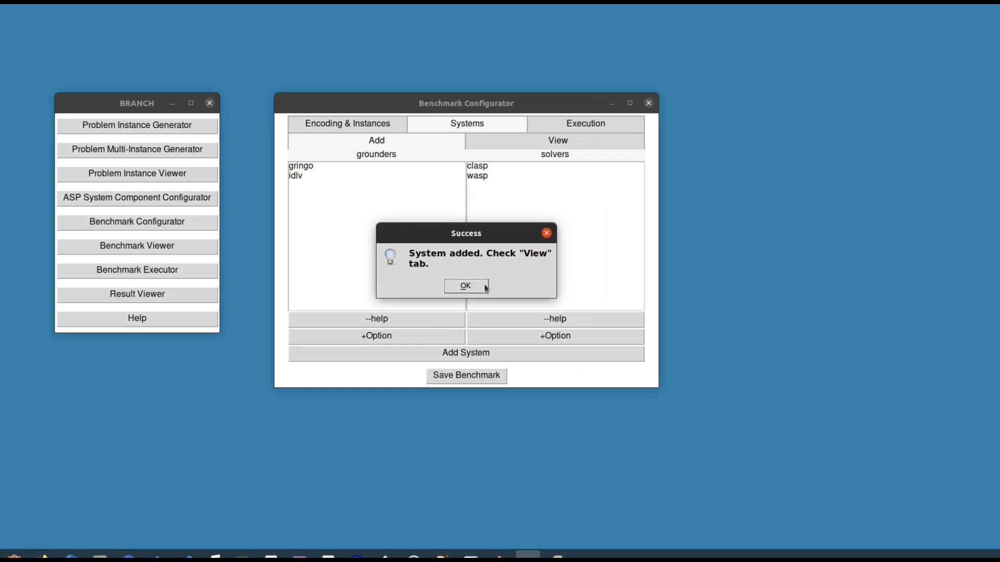 BRANCH
Problem Instance Generator
Problem Multi-Instance Generator
Problem Instance Viewer
ASP System Component Configurator
Benchmark Configurator
Benchmark Viewer
Benchmark Executor
Result Viewer
Help
Benchmark Configurator
Encoding & Instances Systems Execution
Add View
grounders solvers
gringo clasp
idlv wasp
Success
System added. Check "View"
tab.
OK
--help --help
+Option +Option
Add System
Save Benchmark